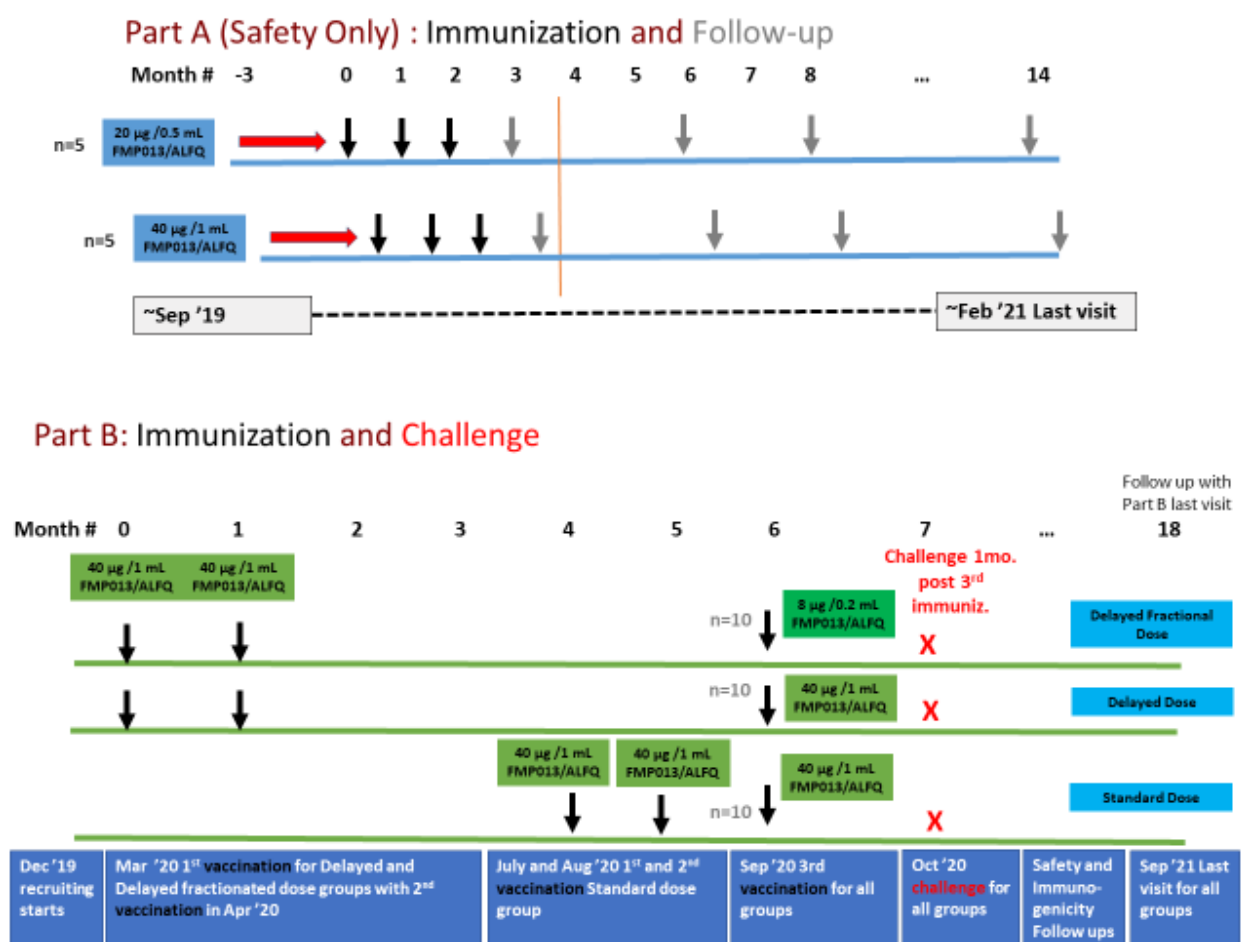 Part A (Safety Only) : Immunization and Follow-up
Month # -3 0 1 2 3 4 5 6 7 8 ... 14
n=5
20 µg /0.5 mL
FMP013/ALFQ
n=5
40 µg /1 mL
FMP013/ALFQ
~Sep '19
~Feb '21 Last visit
Part B: Immunization and Challenge
Follow up with
Part B last visit
Month # 0 1 2 3 4 5 6 7 ... 18
40 µg /1 mL
FMP013/ALFQ
40 µg /1 mL
FMP013/ALFQ
Challenge 1mo.
post 3rd
immuniz.
n=10
8 µg /0.2 mL
FMP013/ALFQ
X
Delayed Fractional
Dose
n=10
40 µg /1 mL
FMP013/ALFQ
X
Delayed Dose
40 µg /1 mL
FMP013/ALFQ
40 µg /1 mL
FMP013/ALFQ
n=10
40 µg /1 mL
FMP013/ALFQ
X
Standard Dose
Dec '19
recruiting
starts
Mar '20 1st vaccination for Delayed and
Delayed fractionated dose groups with 2nd
vaccination in Apr '20
July and Aug '20 1st and 2nd
vaccination Standard dose
group
Sep '20 3rd
vaccination for all
groups
Oct '20
challenge for
all groups
Safety and
Immuno-
genicity
Follow ups
Sep '21 Last
visit for all
groups